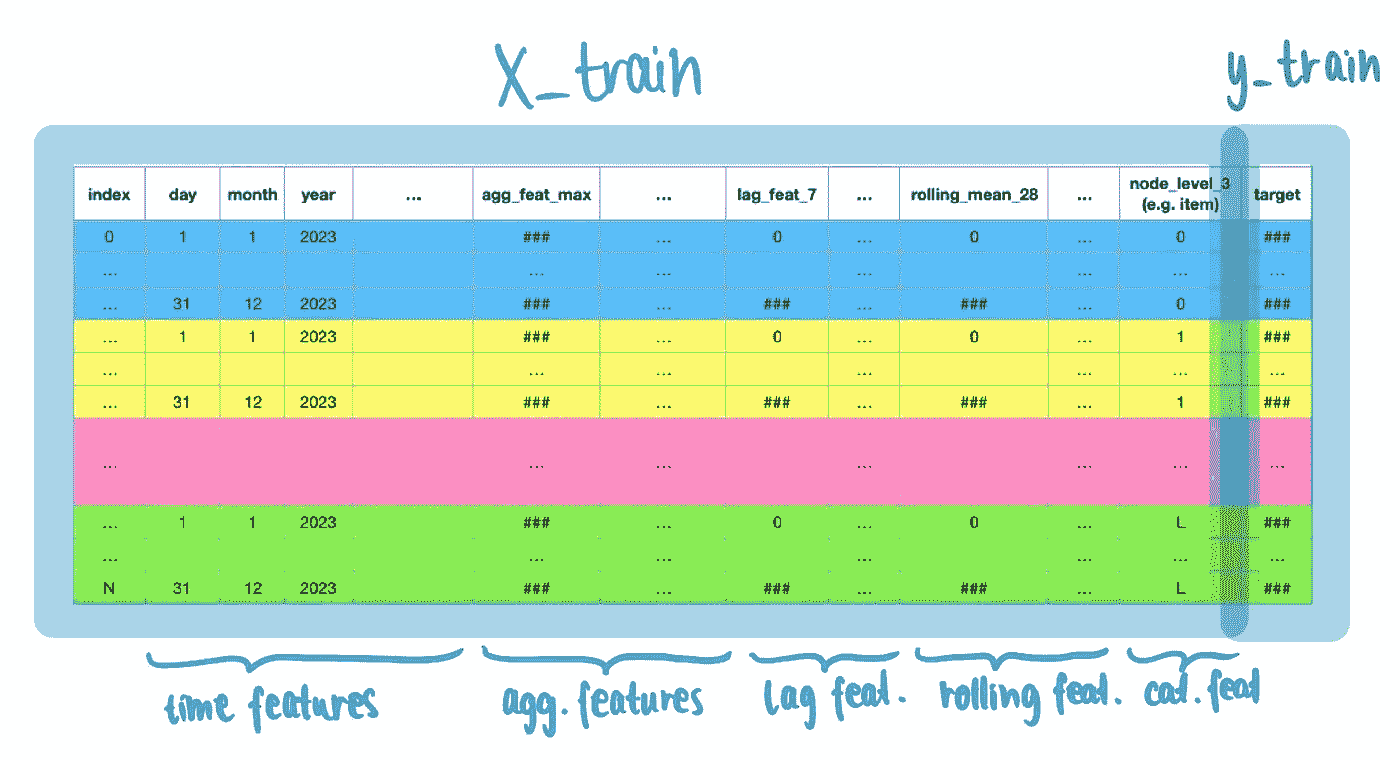 X_train y_train
index day month year ... agg_feat_max ... lag_feat_7 ... rolling_mean_28 ... node_level_3 (e.g. item) target
0 1 1 2023 ### ... 0 ... 0 ... 0 ###
... ... ... ... ... ...
... 31 12 2023 ### ... ### ... ### ... 0 ###
... 1 1 2023 ### ... 0 ... 0 ... 1 ###
... ... ... ... ... ...
... 31 12 2023 ### ... ### ... ### ... 1 ###
... ... ... ... ... ... ...
... 1 1 2023 ### ... 0 ... 0 ... L ###
... ... ... ... ... ...
N 31 12 2023 ### ... ### ... ### ... L ###
time features agg. features lag feat. rolling feat. cat. feat